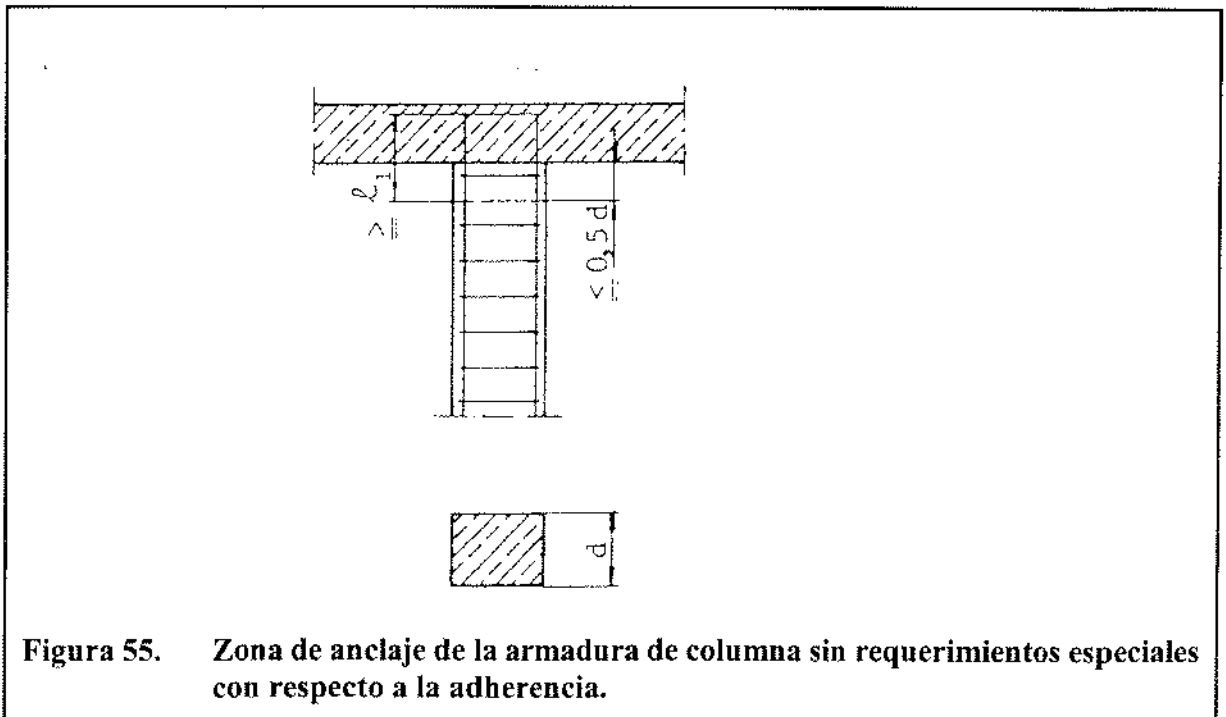 ≥ ℓ₁
≤ 0,5 d
d
Figura 55. Zona de anclaje de la armadura de columna sin requerimientos especiales
con respecto a la adherencia.